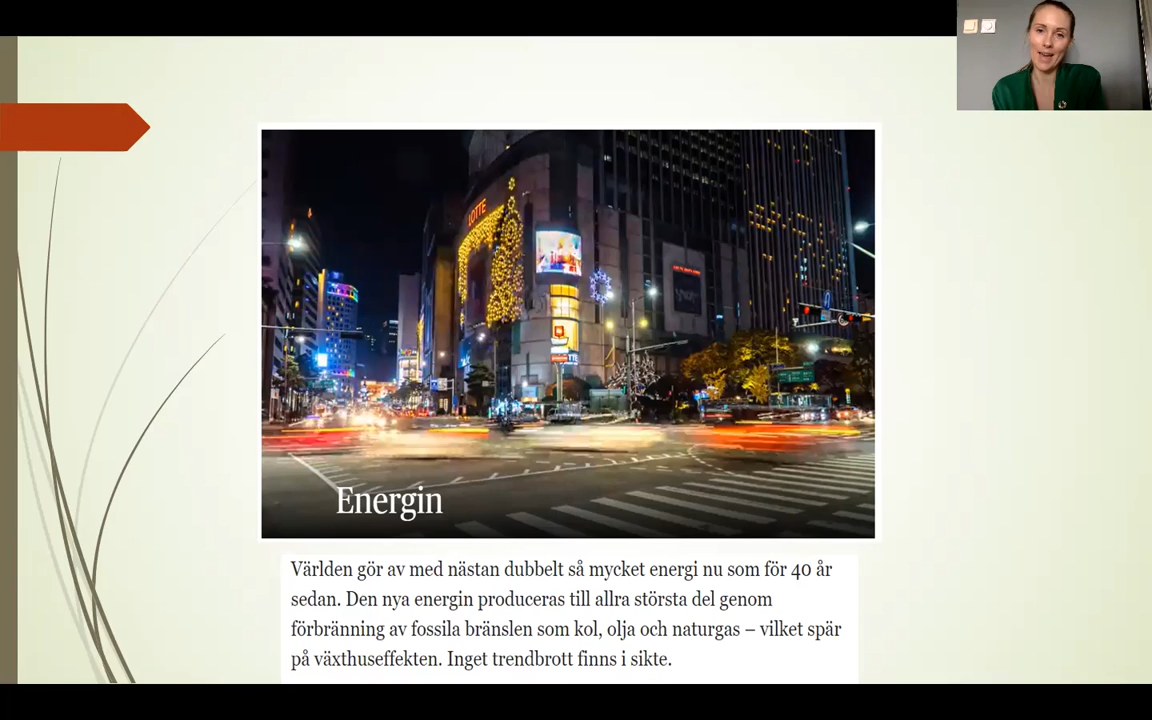 LOTTE
Energin
Världen gör av med nästan dubbelt så mycket energi nu som för 40 år
sedan. Den nya energin produceras till allra största del genom
förbränning av fossila bränslen som kol, olja och naturgas – vilket spär
på växthuseffekten. Inget trendbrott finns i sikte.